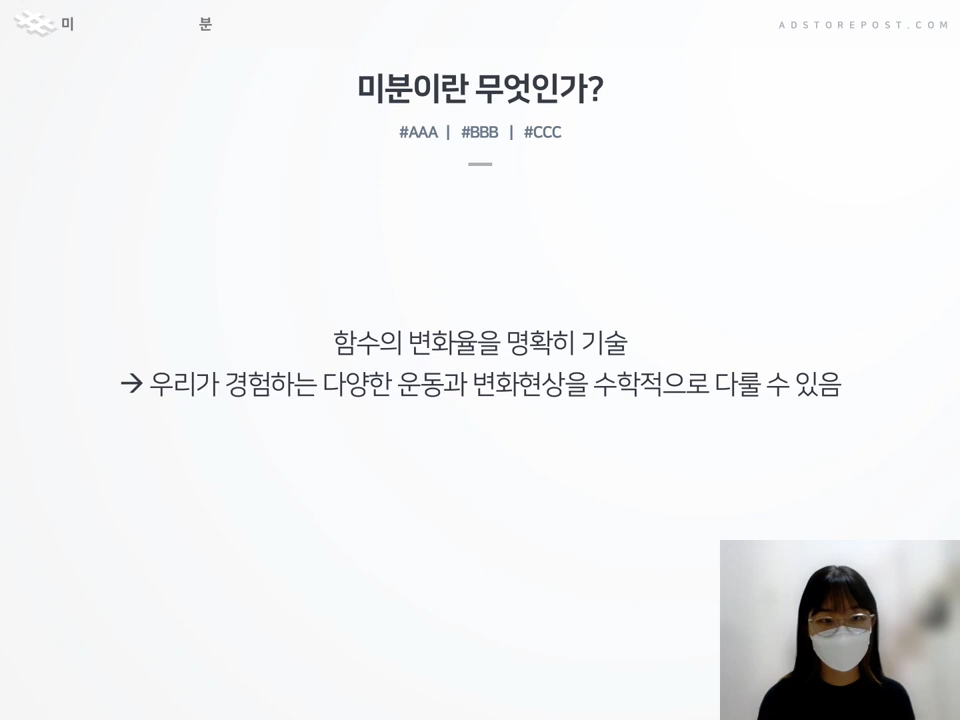 미 분
ADSTOREPOST.COM
미분이란 무엇인가?
#AAA | #BBB | #CCC
함수의 변화율을 명확히 기술
→ 우리가 경험하는 다양한 운동과 변화현상을 수학적으로 다룰 수 있음